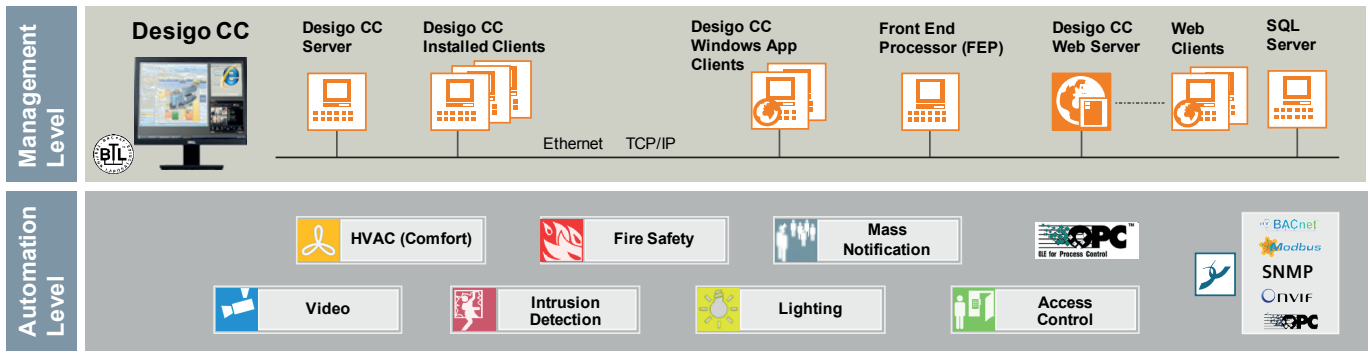 Management
Level
Desigo CC
BTL
Desigo CC
Server
Desigo CC
Installed Clients
Desigo CC
Windows App
Clients
Front End
Processor (FEP)
Desigo CC
Web Server
Web
Clients
SQL
Server
Ethernet TCP/IP
Automation
Level
HVAC (Comfort)
Fire Safety
Mass
Notification
OPC™
OLE for Process Control
Video
Intrusion
Detection
Lighting
Access
Control
BACnet
Modbus
SNMP
ONVIF
OPC